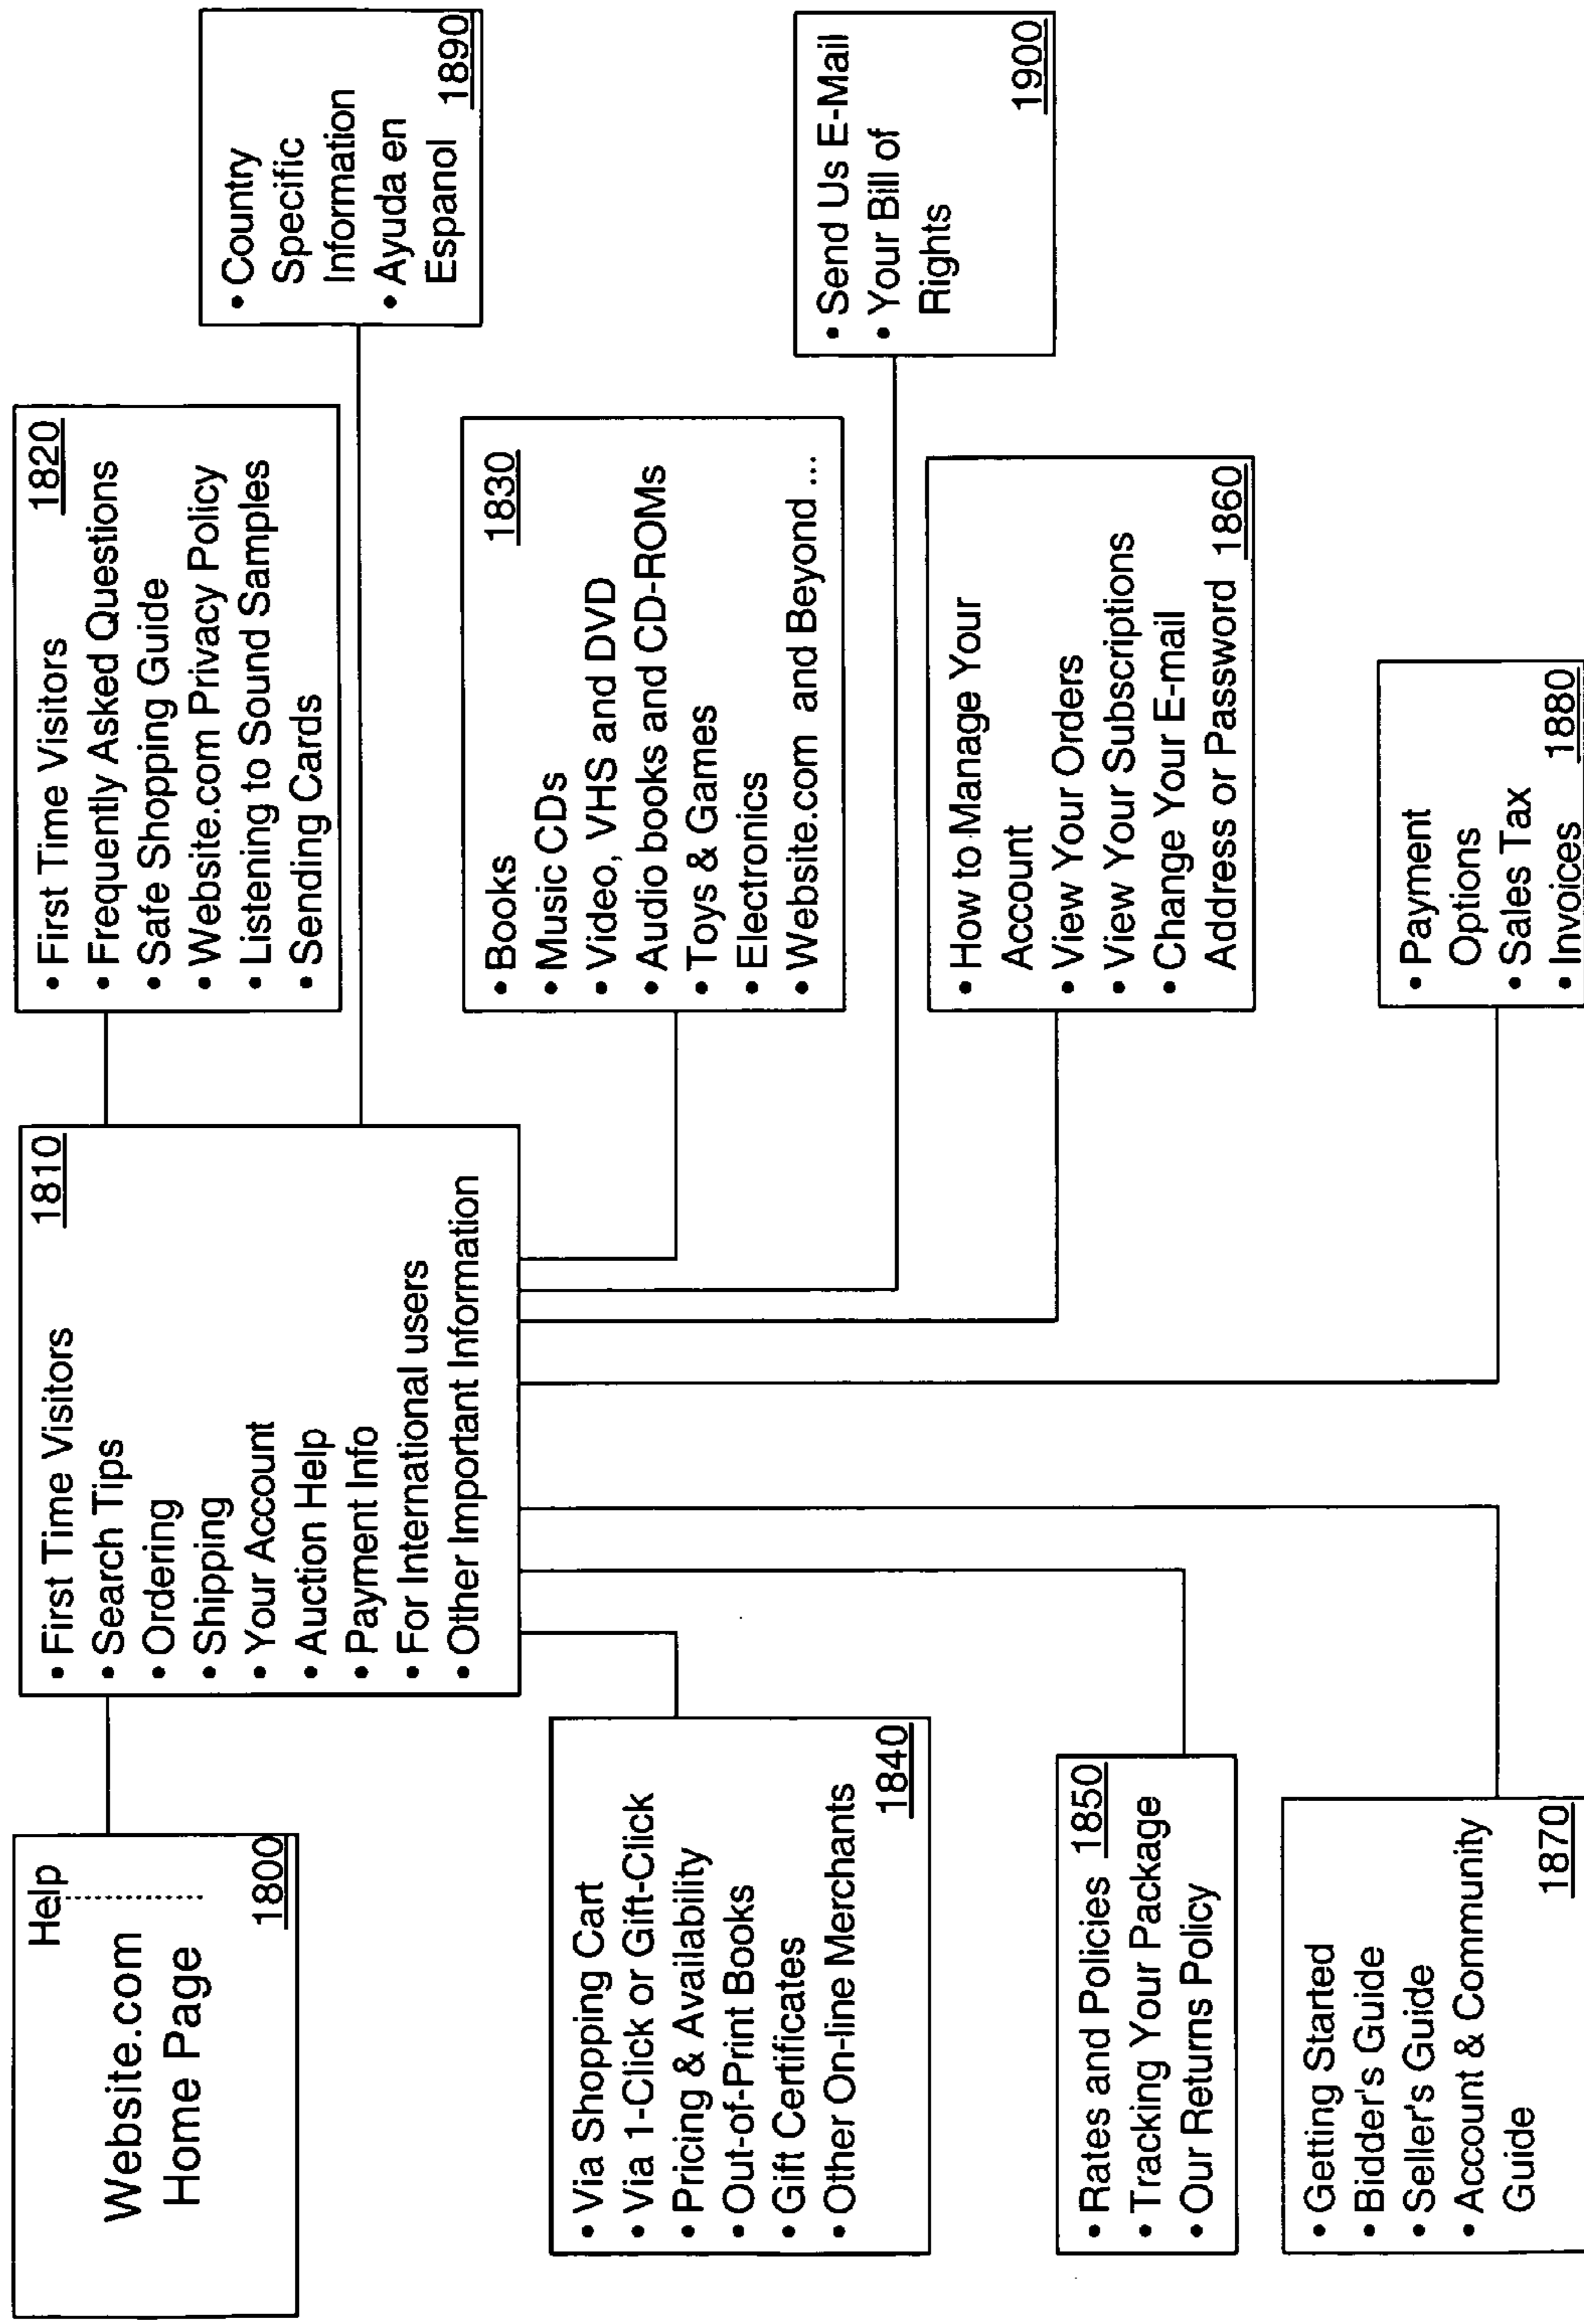 Help
Website.com
Home Page
1800
• First Time Visitors
1810
• Search Tips
• Ordering
• Shipping
• Your Account
• Auction Help
• Payment Info
• For International users
• Other Important Information
• First Time Visitors
1820
• Frequently Asked Questions
• Safe Shopping Guide
• Website.com Privacy Policy
• Listening to Sound Samples
• Sending Cards
• Country
Specific
Information
• Ayuda en
Espanol
1890
• Books
1830
• Music CDs
• Video, VHS and DVD
• Audio books and CD-ROMs
• Toys & Games
• Electronics
• Website.com and Beyond ...
• Send Us E-Mail
• Your Bill of
Rights
1900
• Via Shopping Cart
• Via 1-Click or Gift-Click
• Pricing & Availability
• Out-of-Print Books
• Gift Certificates
• Other On-line Merchants
1840
• How to Manage Your
Account
• View Your Orders
• View Your Subscriptions
• Change Your E-mail
Address or Password 1860
• Rates and Policies 1850
• Tracking Your Package
• Our Returns Policy
• Getting Started
• Bidder's Guide
• Seller's Guide
• Account & Community
Guide
1870
• Payment
Options
• Sales Tax
• Invoices 1880